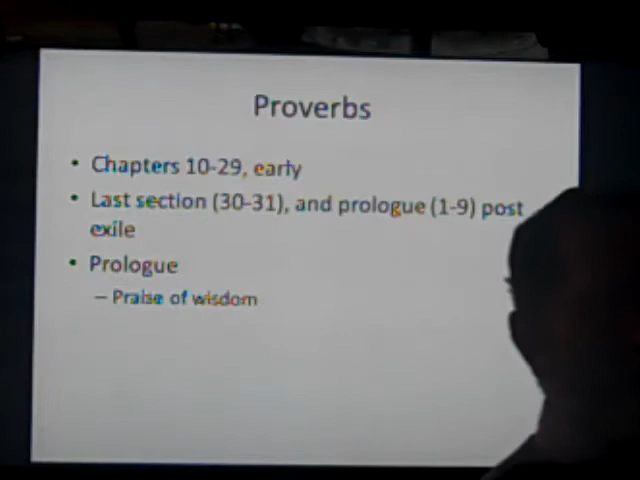 Proverbs
• Chapters 10-29, early
• Last section (30-31), and prologue (1-9) post
exile
• Prologue
– Praise of wisdom